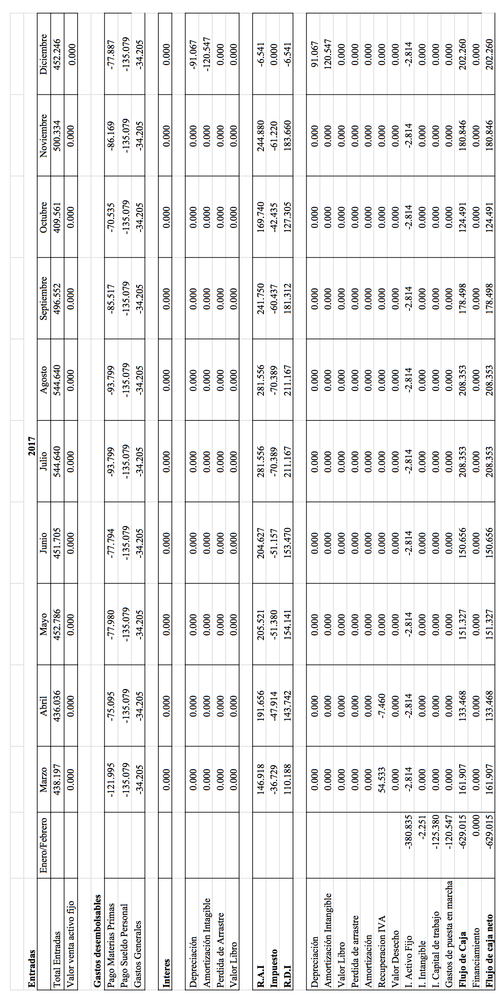 2017
Entradas Enero/Febrero Marzo Abril Mayo Junio Julio Agosto Septiembre Octubre Noviembre Diciembre
Total Entradas 438.197 436.036 452.786 451.705 544.640 544.640 496.552 409.561 500.334 452.246
Valor venta activo fijo 0.000 0.000 0.000 0.000 0.000 0.000 0.000 0.000 0.000 0.000
Gastos desembolsables
Pago Materias Primas -121.995 -75.095 -77.980 -77.794 -93.799 -93.799 -85.517 -70.535 -86.169 -77.887
Pago Sueldo Personal -135.079 -135.079 -135.079 -135.079 -135.079 -135.079 -135.079 -135.079 -135.079 -135.079
Gastos Generales -34.205 -34.205 -34.205 -34.205 -34.205 -34.205 -34.205 -34.205 -34.205 -34.205
Interes 0.000 0.000 0.000 0.000 0.000 0.000 0.000 0.000 0.000 0.000
Depreciación 0.000 0.000 0.000 0.000 0.000 0.000 0.000 0.000 0.000 -91.067
Amortización Intagible 0.000 0.000 0.000 0.000 0.000 0.000 0.000 0.000 0.000 -120.547
Perdida de Arrastre 0.000 0.000 0.000 0.000 0.000 0.000 0.000 0.000 0.000 0.000
Valor Libro 0.000 0.000 0.000 0.000 0.000 0.000 0.000 0.000 0.000 0.000
R.A.I 146.918 191.656 205.521 204.627 281.556 281.556 241.750 169.740 244.880 -6.541
Impuesto -36.729 -47.914 -51.380 -51.157 -70.389 -70.389 -60.437 -42.435 -61.220 0.000
R.D.I 110.188 143.742 154.141 153.470 211.167 211.167 181.312 127.305 183.660 -6.541
Depreciación 0.000 0.000 0.000 0.000 0.000 0.000 0.000 0.000 0.000 91.067
Amortización Intangible 0.000 0.000 0.000 0.000 0.000 0.000 0.000 0.000 0.000 120.547
Valor Libro 0.000 0.000 0.000 0.000 0.000 0.000 0.000 0.000 0.000 0.000
Perdida de arrastre 0.000 0.000 0.000 0.000 0.000 0.000 0.000 0.000 0.000 0.000
Amortización 0.000 0.000 0.000 0.000 0.000 0.000 0.000 0.000 0.000 0.000
Recuperacion IVA 54.533 -7.460 0.000 0.000 0.000 0.000 0.000 0.000 0.000 0.000
Valor Desecho 0.000 0.000 0.000 0.000 0.000 0.000 0.000 0.000 0.000 0.000
I. Activo Fijo -380.835 -2.814 -2.814 -2.814 -2.814 -2.814 -2.814 -2.814 -2.814 -2.814 -2.814
I. Intangible -2.251 0.000 0.000 0.000 0.000 0.000 0.000 0.000 0.000 0.000 0.000
I. Capital de trabajo -125.380 0.000 0.000 0.000 0.000 0.000 0.000 0.000 0.000 0.000 0.000
Gastos de puesta en marcha -120.547 0.000 0.000 0.000 0.000 0.000 0.000 0.000 0.000 0.000 0.000
Flujo de Caja -629.015 161.907 133.468 151.327 150.656 208.353 208.353 178.498 124.491 180.846 202.260
Financiamiento 0.000 0.000 0.000 0.000 0.000 0.000 0.000 0.000 0.000 0.000 0.000
Flujo de caja neto -629.015 161.907 133.468 151.327 150.656 208.353 208.353 178.498 124.491 180.846 202.260